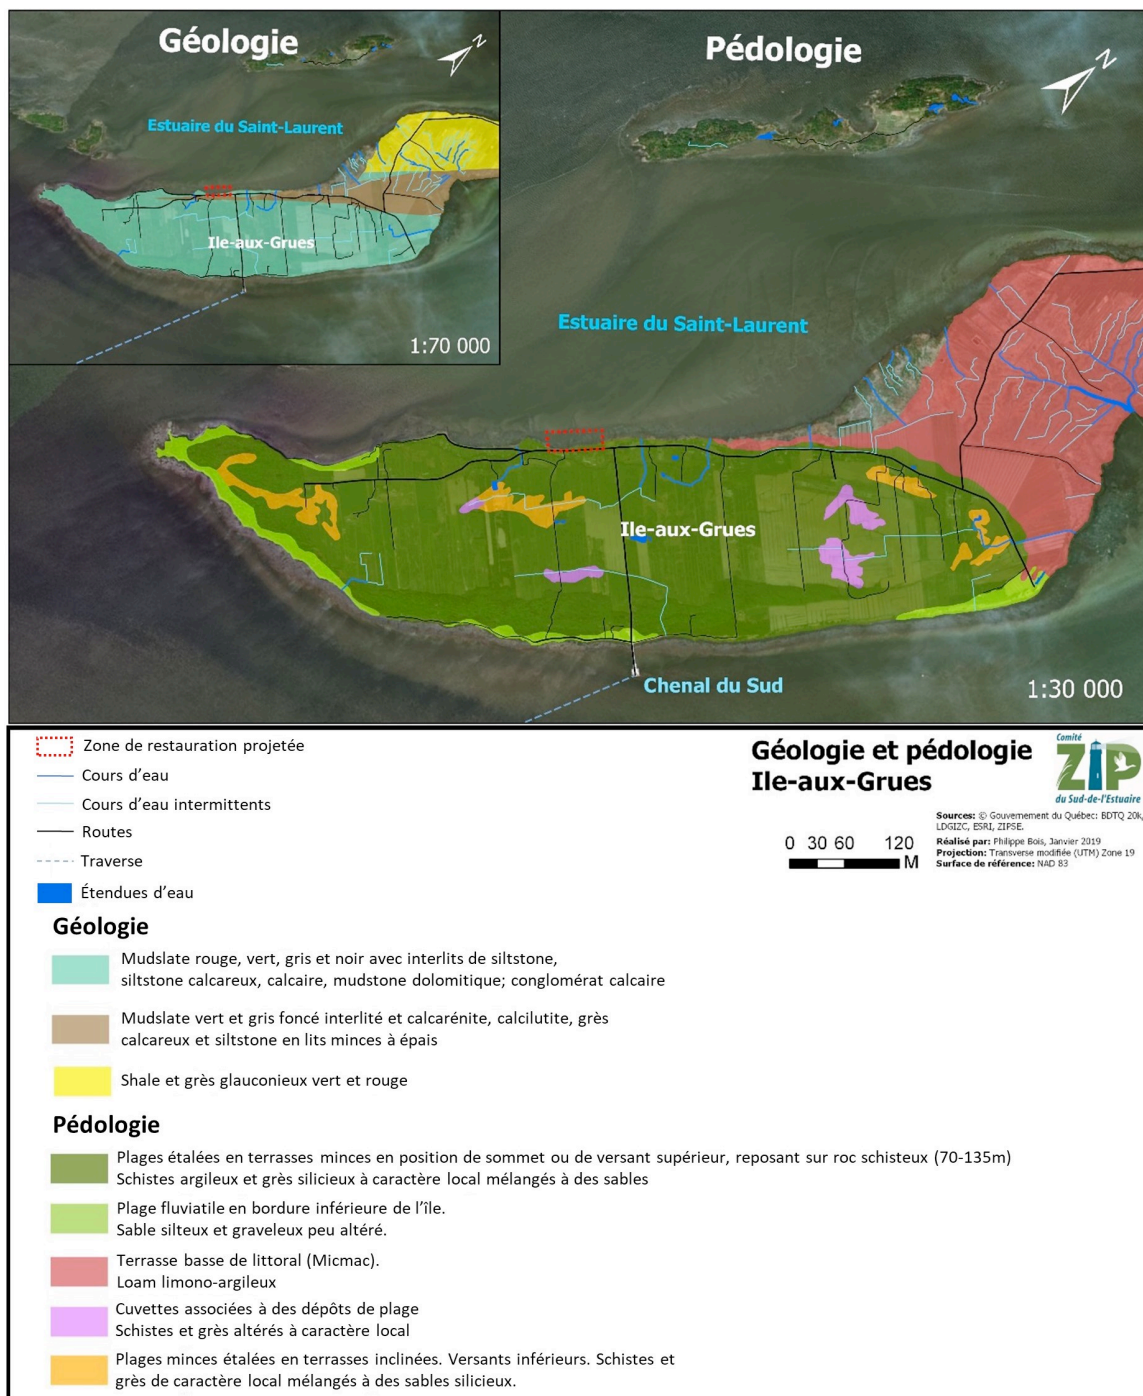 Géologie
N
Estuaire du Saint-Laurent
Ile-aux-Grues
1:70 000
Pédologie
N
Estuaire du Saint-Laurent
Ile-aux-Grues
Chenal du Sud
1:30 000
Zone de restauration projetée
Cours d’eau
Cours d’eau intermittents
Routes
Traverse
Étendues d’eau
Géologie et pédologie
Ile-aux-Grues
Comité
ZIP
du Sud-de-l'Estuaire
0 30 60 120
M
Sources: © Gouvernement du Québec: BDTQ 20k,
LDGIZC, ESRI, ZIPSE.
Réalisé par: Philippe Bois, Janvier 2019
Projection: Transverse modifiée (UTM) Zone 19
Surface de référence: NAD 83
Géologie
Mudslate rouge, vert, gris et noir avec interlits de siltstone,
siltstone calcareux, calcaire, mudstone dolomitique; conglomérat calcaire
Mudslate vert et gris foncé interlité et calcarénite, calcilutite, grès
calcareux et siltstone en lits minces à épais
Shale et grès glauconieux vert et rouge
Pédologie
Plages étalées en terrasses minces en position de sommet ou de versant supérieur, reposant sur roc schisteux (70-135m)
Schistes argileux et grès silicieux à caractère local mélangés à des sables
Plage fluviatile en bordure inférieure de l’île.
Sable silteux et graveleux peu altéré.
Terrasse basse de littoral (Micmac).
Loam limono-argileux
Cuvettes associées à des dépôts de plage
Schistes et grès altérés à caractère local
Plages minces étalées en terrasses inclinées. Versants inférieurs. Schistes et
grès de caractère local mélangés à des sables silicieux.